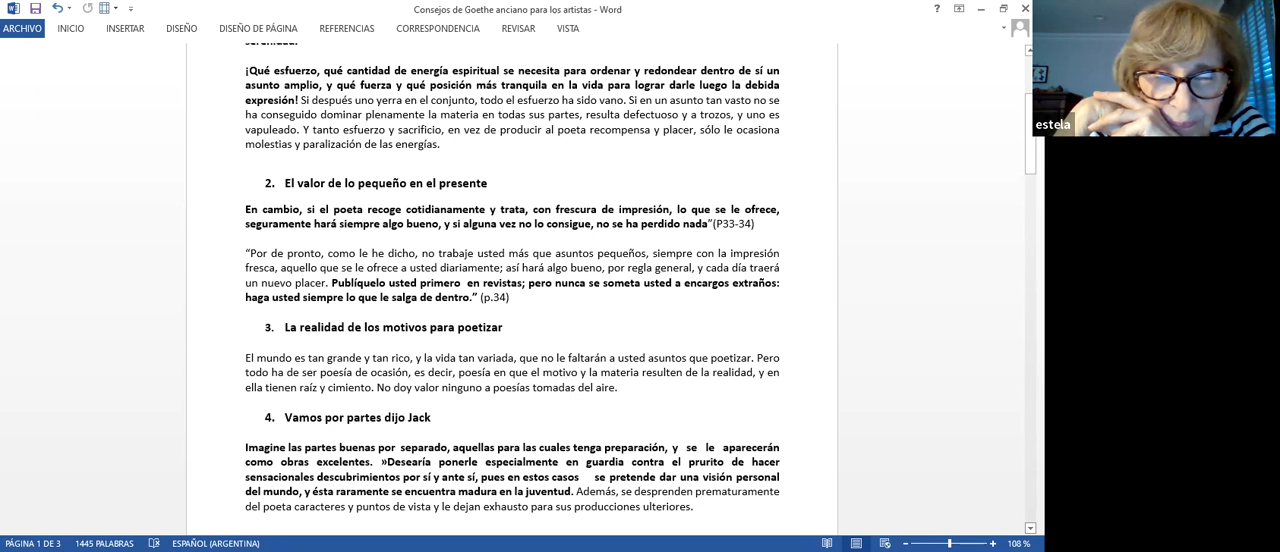 Consejos de Goethe anciano para los artistas - Word
ARCHIVO INICIO INSERTAR DISEÑO DISEÑO DE PÁGINA REFERENCIAS CORRESPONDENCIA REVISAR VISTA
¡Qué esfuerzo, qué cantidad de energía espiritual se necesita para ordenar y redondear dentro de sí un
asunto amplio, y qué fuerza y qué posición más tranquila en la vida para lograr darle luego la debida
expresión! Si después uno yerra en el conjunto, todo el esfuerzo ha sido vano. Si en un asunto tan vasto no se
ha conseguido dominar plenamente la materia en todas sus partes, resulta defectuoso y a trozos, y uno es
vapuleado. Y tanto esfuerzo y sacrificio, en vez de producir al poeta recompensa y placer, sólo le ocasiona
molestias y paralización de las energías.
2. El valor de lo pequeño en el presente
En cambio, si el poeta recoge cotidianamente y trata, con frescura de impresión, lo que se le ofrece,
seguramente hará siempre algo bueno, y si alguna vez no lo consigue, no se ha perdido nada”(P33-34)
“Por de pronto, como le he dicho, no trabaje usted más que asuntos pequeños, siempre con la impresión
fresca, aquello que se le ofrece a usted diariamente; así hará algo bueno, por regla general, y cada día traerá
un nuevo placer. Publíquelo usted primero en revistas; pero nunca se someta usted a encargos extraños:
haga usted siempre lo que le salga de dentro.” (p.34)
3. La realidad de los motivos para poetizar
El mundo es tan grande y tan rico, y la vida tan variada, que no le faltarán a usted asuntos que poetizar. Pero
todo ha de ser poesía de ocasión, es decir, poesía en que el motivo y la materia resulten de la realidad, y en
ella tienen raíz y cimiento. No doy valor ninguno a poesías tomadas del aire.
4. Vamos por partes dijo Jack
Imagine las partes buenas por separado, aquellas para las cuales tenga preparación, y se le aparecerán
como obras excelentes. »Desearía ponerle especialmente en guardia contra el prurito de hacer
sensacionales descubrimientos por sí y ante sí, pues en estos casos se pretende dar una visión personal
del mundo, y ésta raramente se encuentra madura en la juventud. Además, se desprenden prematuramente
del poeta caracteres y puntos de vista y le dejan exhausto para sus producciones ulteriores.
estela
PÁGINA 1 DE 3 1445 PALABRAS ESPAÑOL (ARGENTINA) 108 %